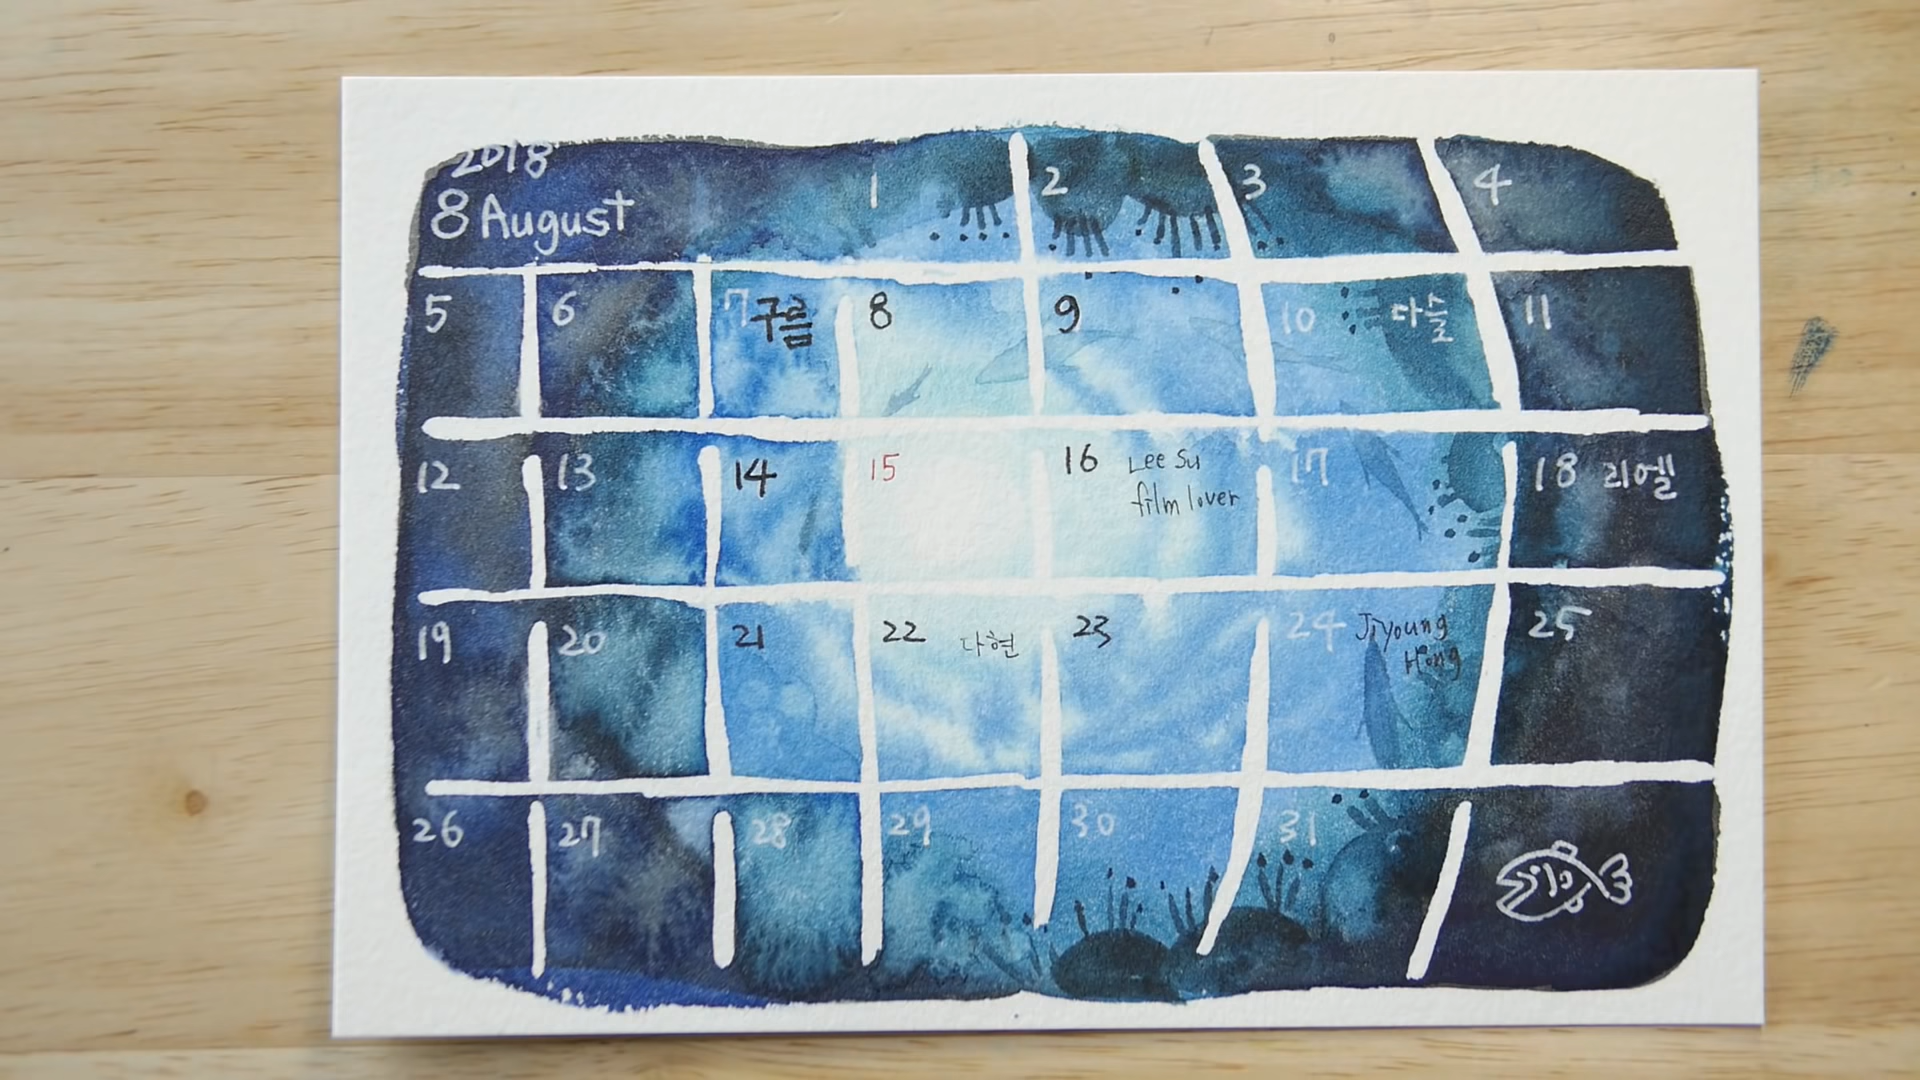 2018
8 August
1 2 3 4
5 6 7 구름 8 9 10 다슬 11
12 13 14 15 16 Lee Su 17 18 리엘
film lover
19 20 21 22 다현 23 24 Jiyoung 25
Hong
26 27 28 29 30 31